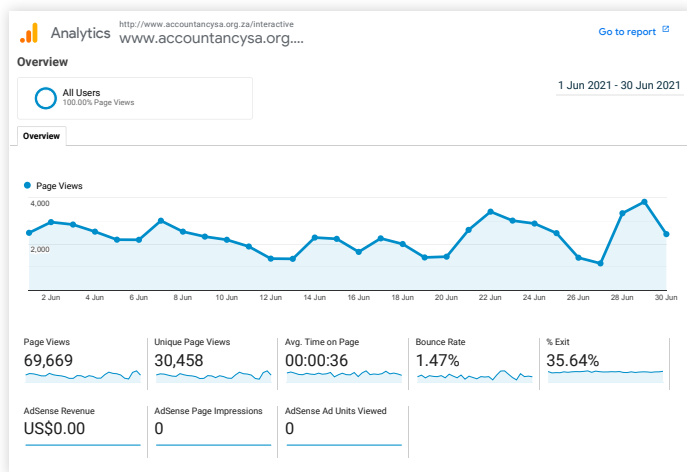 http://www.accountancysa.org.za/interactive
Analytics www.accountancysa.org....
Go to report
Overview
All Users
100.00% Page Views
1 Jun 2021 - 30 Jun 2021
Overview
Page Views
4,000
2,000
2 Jun 4 Jun 6 Jun 8 Jun 10 Jun 12 Jun 14 Jun 16 Jun 18 Jun 20 Jun 22 Jun 24 Jun 26 Jun 28 Jun 30 Jun
Page Views Unique Page Views Avg. Time on Page Bounce Rate % Exit
69,669 30,458 00:00:36 1.47% 35.64%
AdSense Revenue AdSense Page Impressions AdSense Ad Units Viewed
US$0.00 0 0